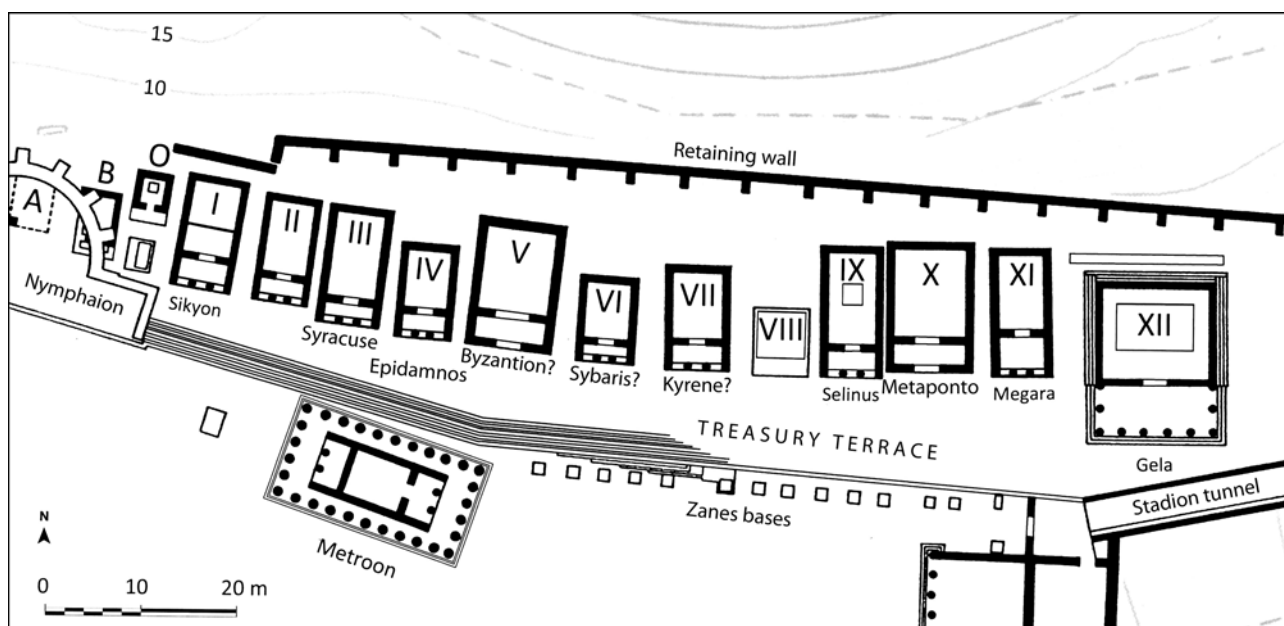 15
10
Retaining wall
A
B
O
I
II
III
IV
V
VI
VII
VIII
IX
X
XI
XII
Nymphaion
Sikyon
Syracuse
Epidamnos
Byzantion?
Sybaris?
Kyrene?
Selinus
Metaponto
Megara
Gela
TREASURY TERRACE
Stadion tunnel
Zanes bases
Metroon
N
0 10 20 m